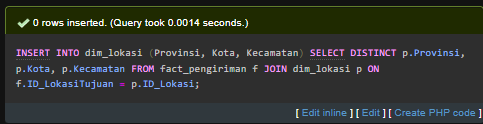 0 rows inserted. (Query took 0.0014 seconds.)
INSERT INTO dim_lokasi (Provinsi, Kota, Kecamatan) SELECT DISTINCT p.Provinsi,
p.Kota, p.Kecamatan FROM fact_pengiriman f JOIN dim_lokasi p ON
f.ID_LokasiTujuan = p.ID_Lokasi;
[ Edit inline ] [ Edit ] [ Create PHP code ]